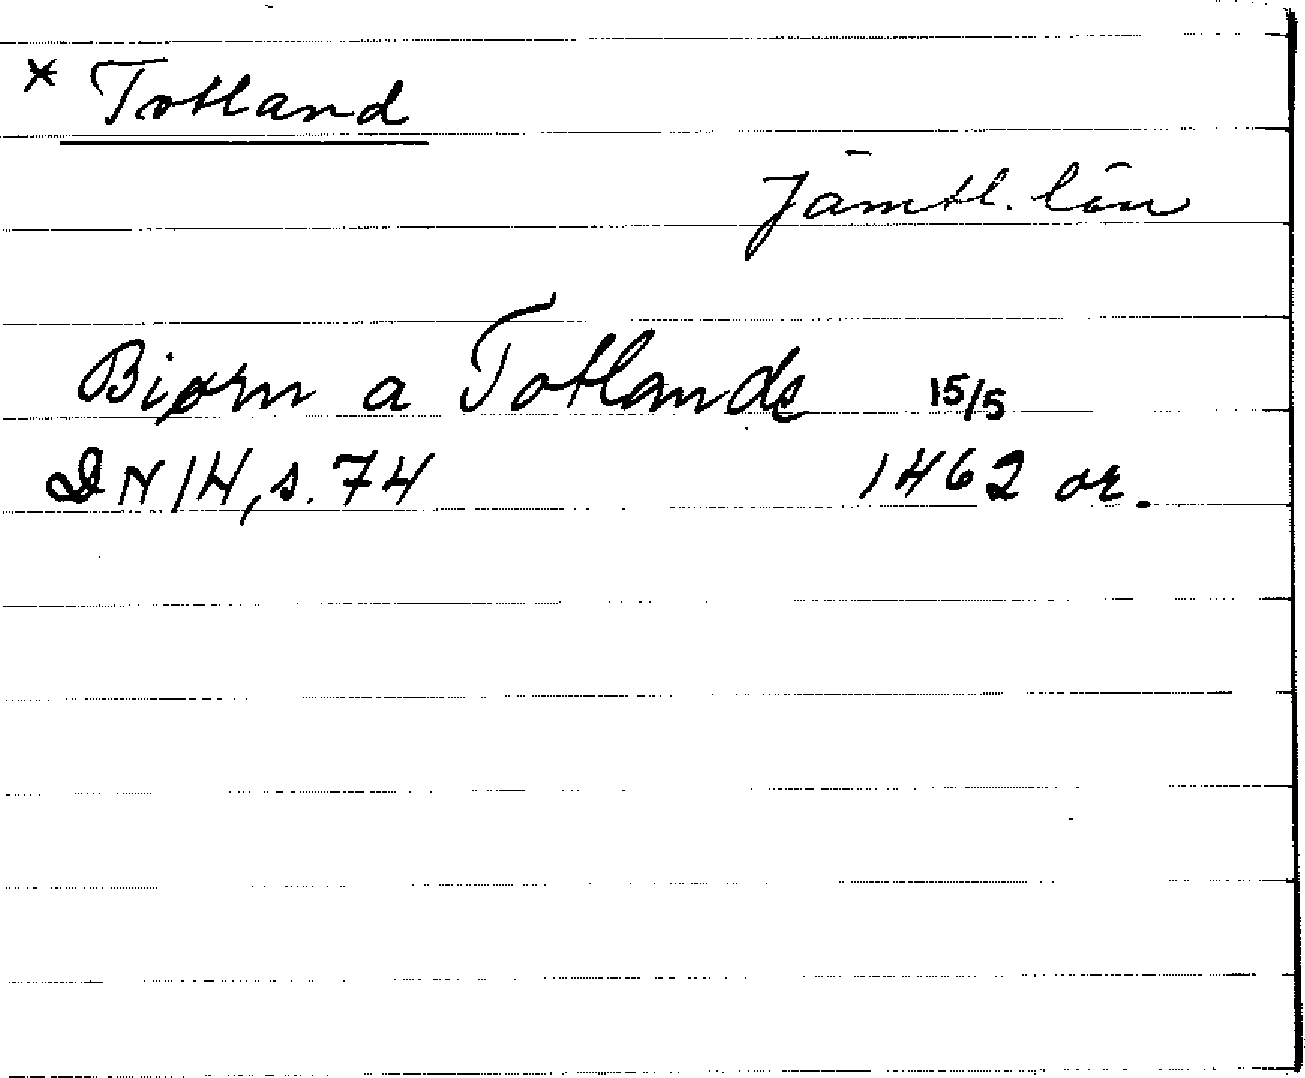 × Totland
Jämtl. län
Biørn a Totlande 15/5
DN 14, s. 74 1462 or.